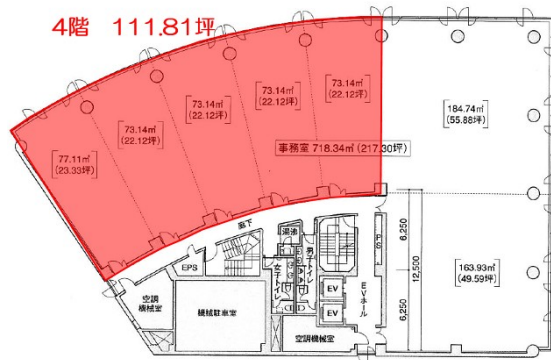 4階 111.81坪
73.14㎡
(22.12坪)
73.14㎡
(22.12坪)
73.14㎡
(22.12坪)
73.14㎡
(22.12坪)
77.11㎡
(23.33坪)
184.74㎡
(55.88坪)
事務室 718.34㎡ (217.30坪)
廊下
湯沸
男子トイレ
女子トイレ
EPS
PS
6,250
12,500
6,250
163.93㎡
(49.59坪)
空調
機械室
機械駐車室
EV
EV
EVホール
空調機械室